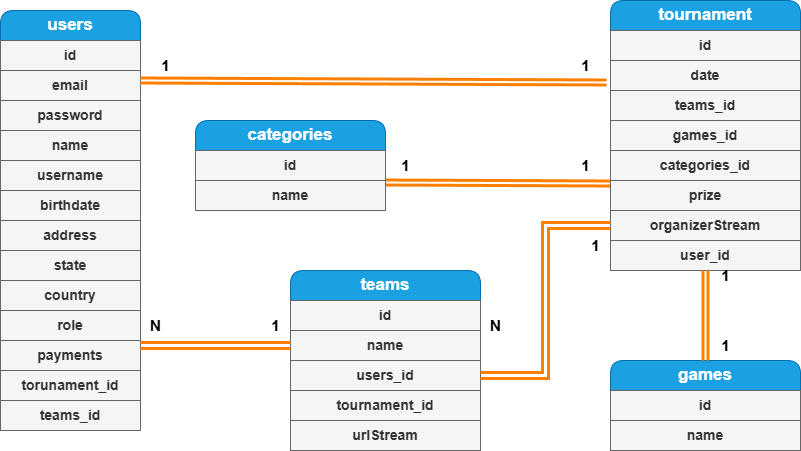 users
id
email
password
name
username
birthdate
address
state
country
role
payments
torunament_id
teams_id
1
1
categories
id
name
1
1
tournament
id
date
teams_id
games_id
categories_id
prize
organizerStream
user_id
N
1
teams
id
name
users_id
tournament_id
urlStream
N
1
1
1
games
id
name